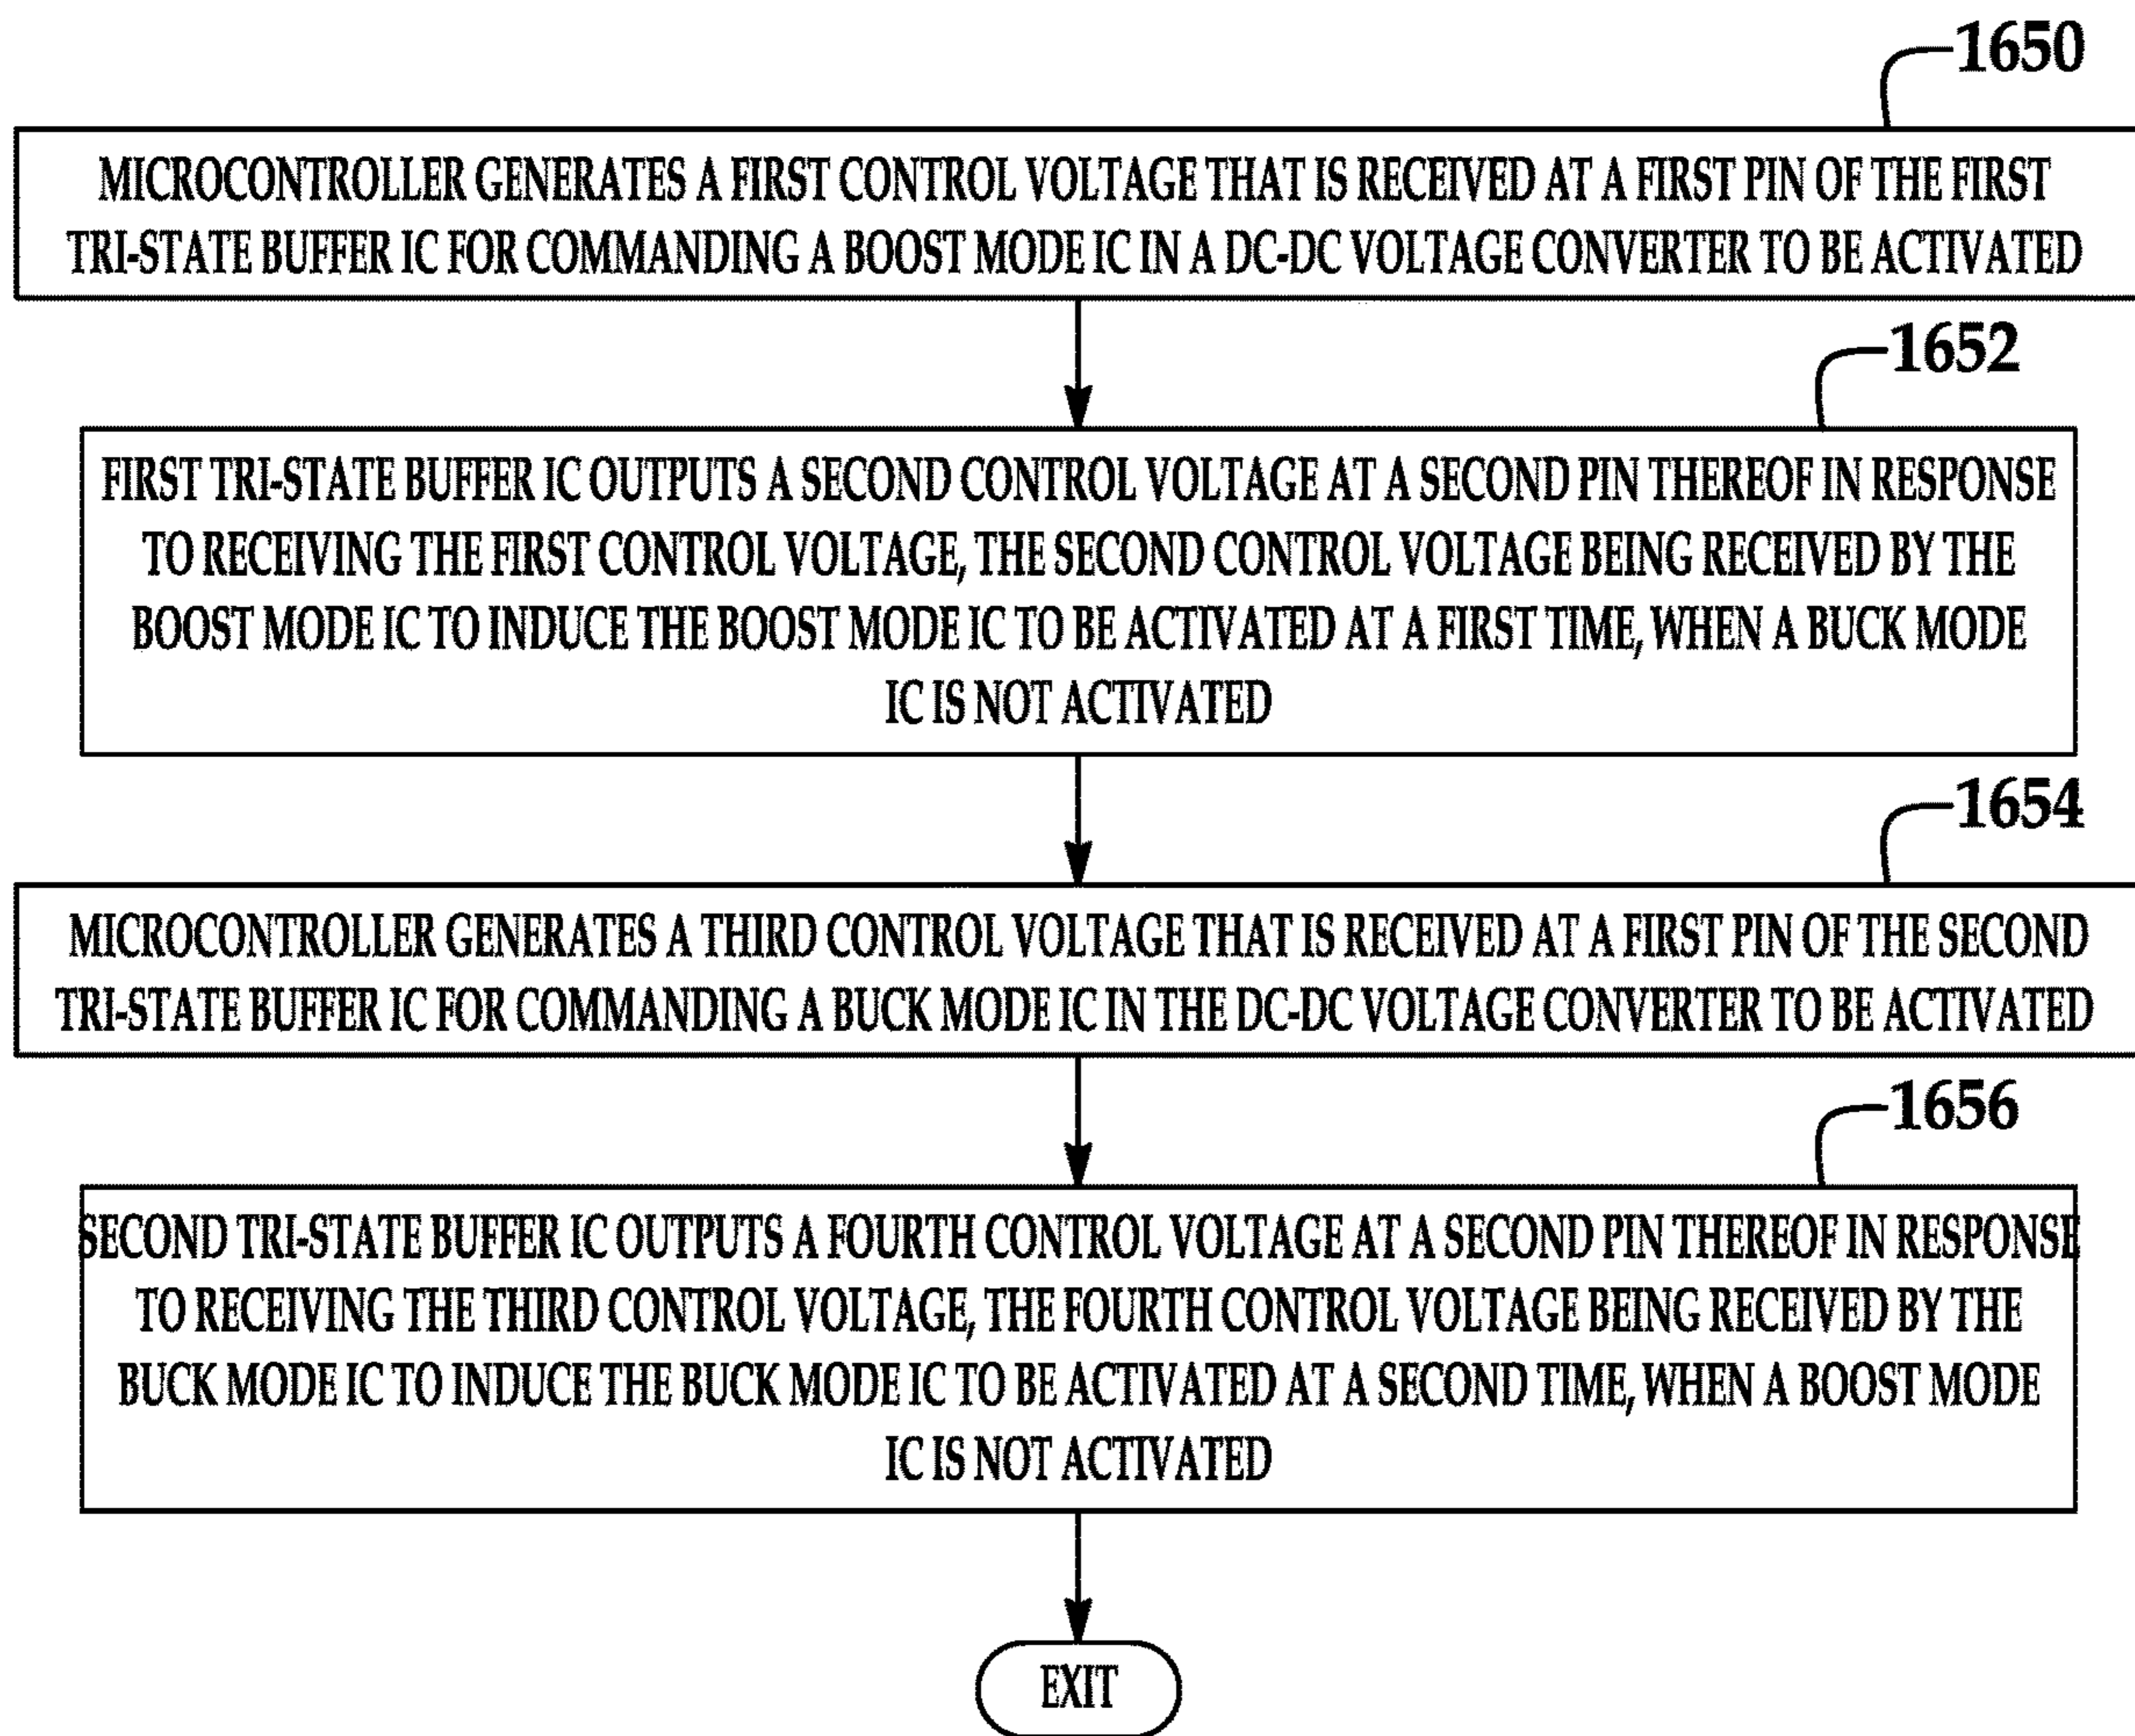 1650
MICROCONTROLLER GENERATES A FIRST CONTROL VOLTAGE THAT IS RECEIVED AT A FIRST PIN OF THE FIRST
TRI-STATE BUFFER IC FOR COMMANDING A BOOST MODE IC IN A DC-DC VOLTAGE CONVERTER TO BE ACTIVATED
1652
FIRST TRI-STATE BUFFER IC OUTPUTS A SECOND CONTROL VOLTAGE AT A SECOND PIN THEREOF IN RESPONSE
TO RECEIVING THE FIRST CONTROL VOLTAGE, THE SECOND CONTROL VOLTAGE BEING RECEIVED BY THE
BOOST MODE IC TO INDUCE THE BOOST MODE IC TO BE ACTIVATED AT A FIRST TIME, WHEN A BUCK MODE
IC IS NOT ACTIVATED
1654
MICROCONTROLLER GENERATES A THIRD CONTROL VOLTAGE THAT IS RECEIVED AT A FIRST PIN OF THE SECOND
TRI-STATE BUFFER IC FOR COMMANDING A BUCK MODE IC IN THE DC-DC VOLTAGE CONVERTER TO BE ACTIVATED
1656
SECOND TRI-STATE BUFFER IC OUTPUTS A FOURTH CONTROL VOLTAGE AT A SECOND PIN THEREOF IN RESPONSE
TO RECEIVING THE THIRD CONTROL VOLTAGE, THE FOURTH CONTROL VOLTAGE BEING RECEIVED BY THE
BUCK MODE IC TO INDUCE THE BUCK MODE IC TO BE ACTIVATED AT A SECOND TIME, WHEN A BOOST MODE
IC IS NOT ACTIVATED
EXIT